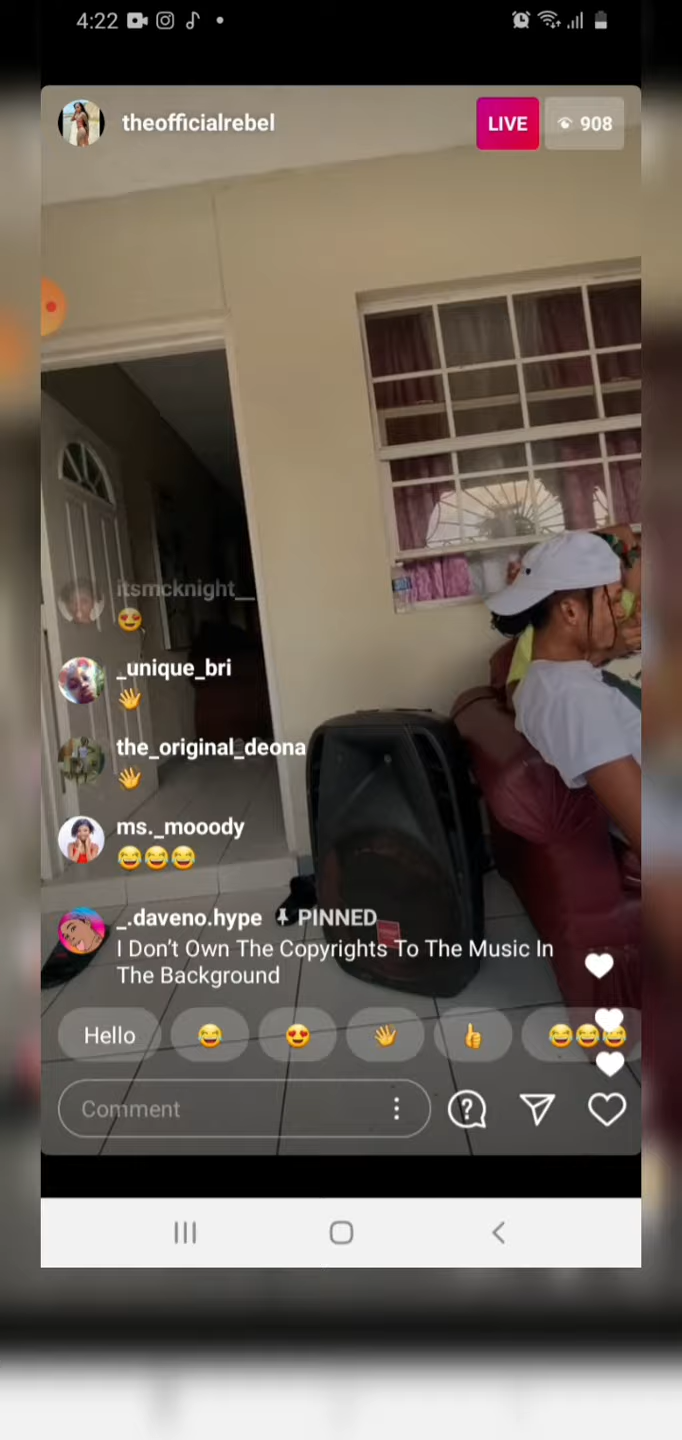 4:22
theofficialrebel
LIVE
908
itsmcknight__
😍
_unique_bri
👋
the_original_deona
👋
ms._mooody
😂😂😂
_.daveno.hype PINNED
I Don't Own The Copyrights To The Music In
The Background
Hello 😂 😍 👋 👍 😂😂😂
Comment